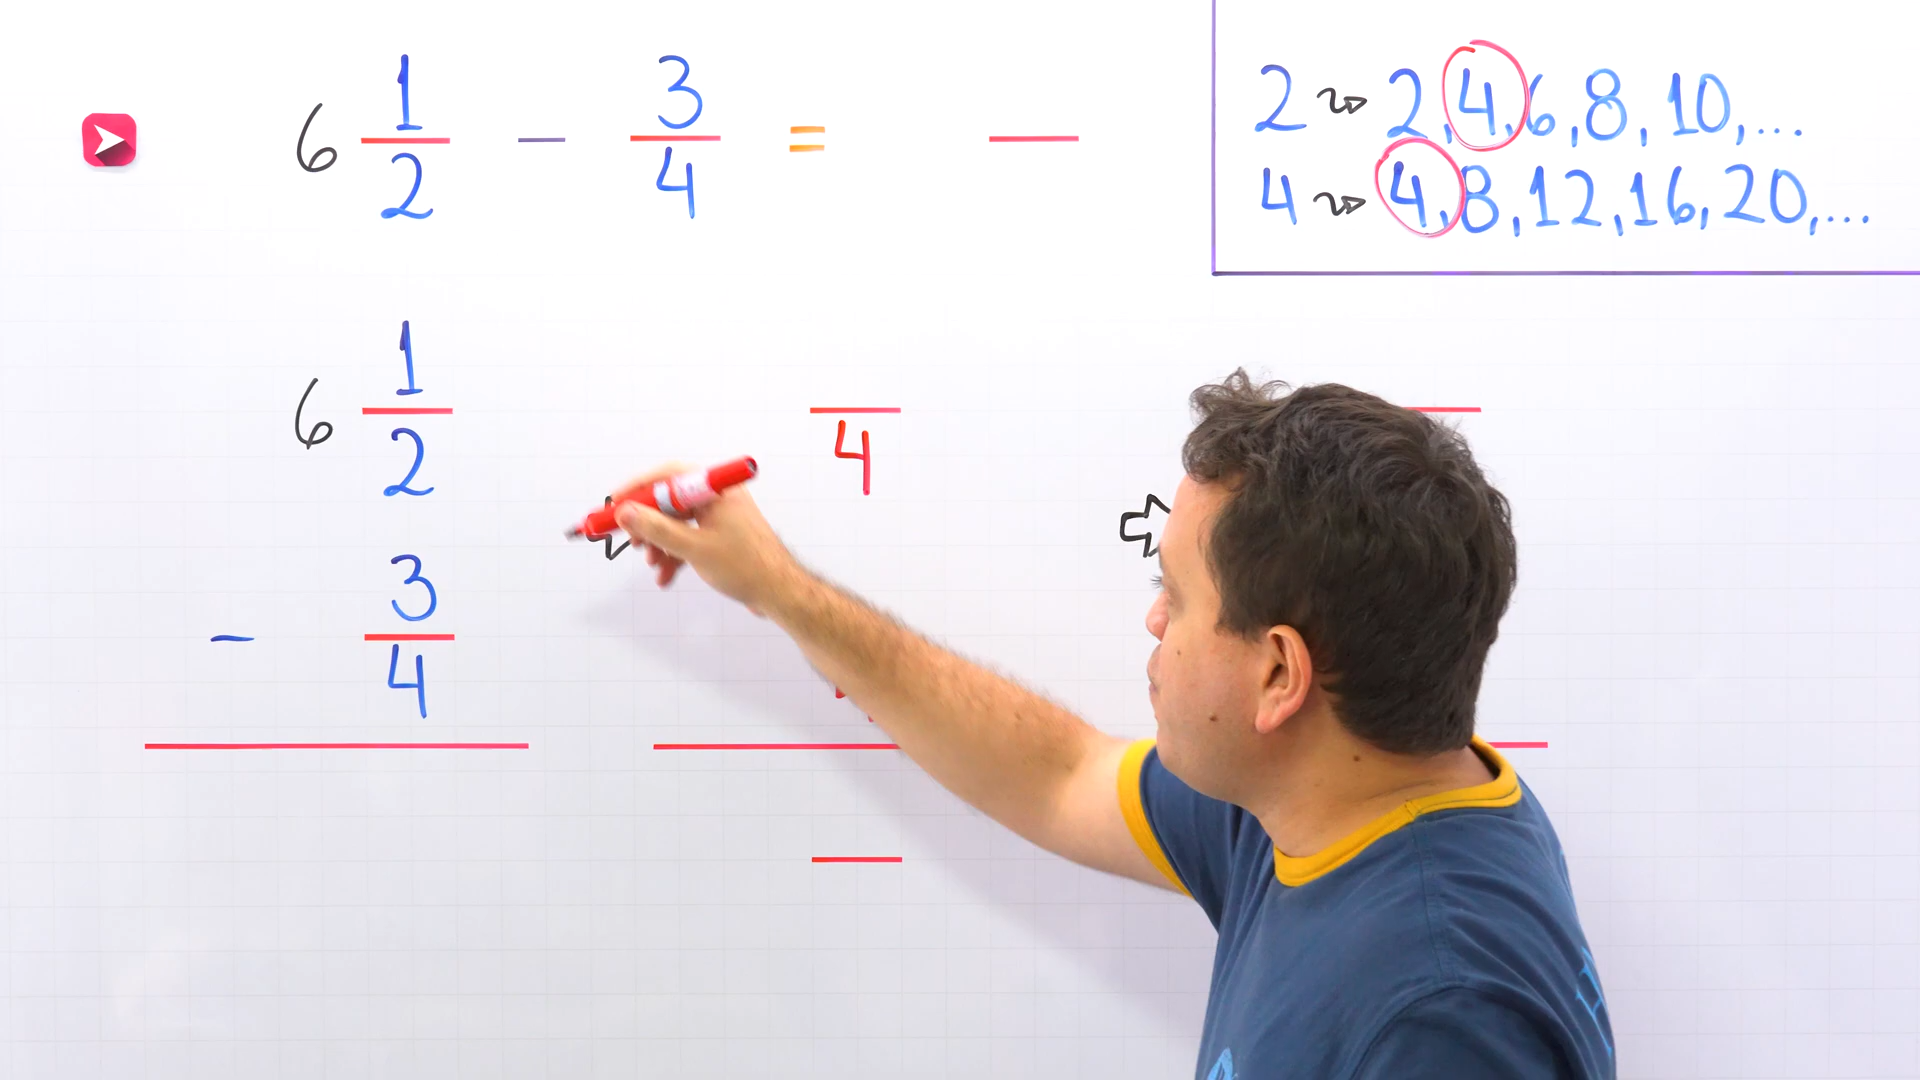 6 1/2 - 3/4 =
2 ⤳ 2, 4, 6, 8, 10, ...
4 ⤳ 4, 8, 12, 16, 20, ...
6 1/2
4
- 3/4